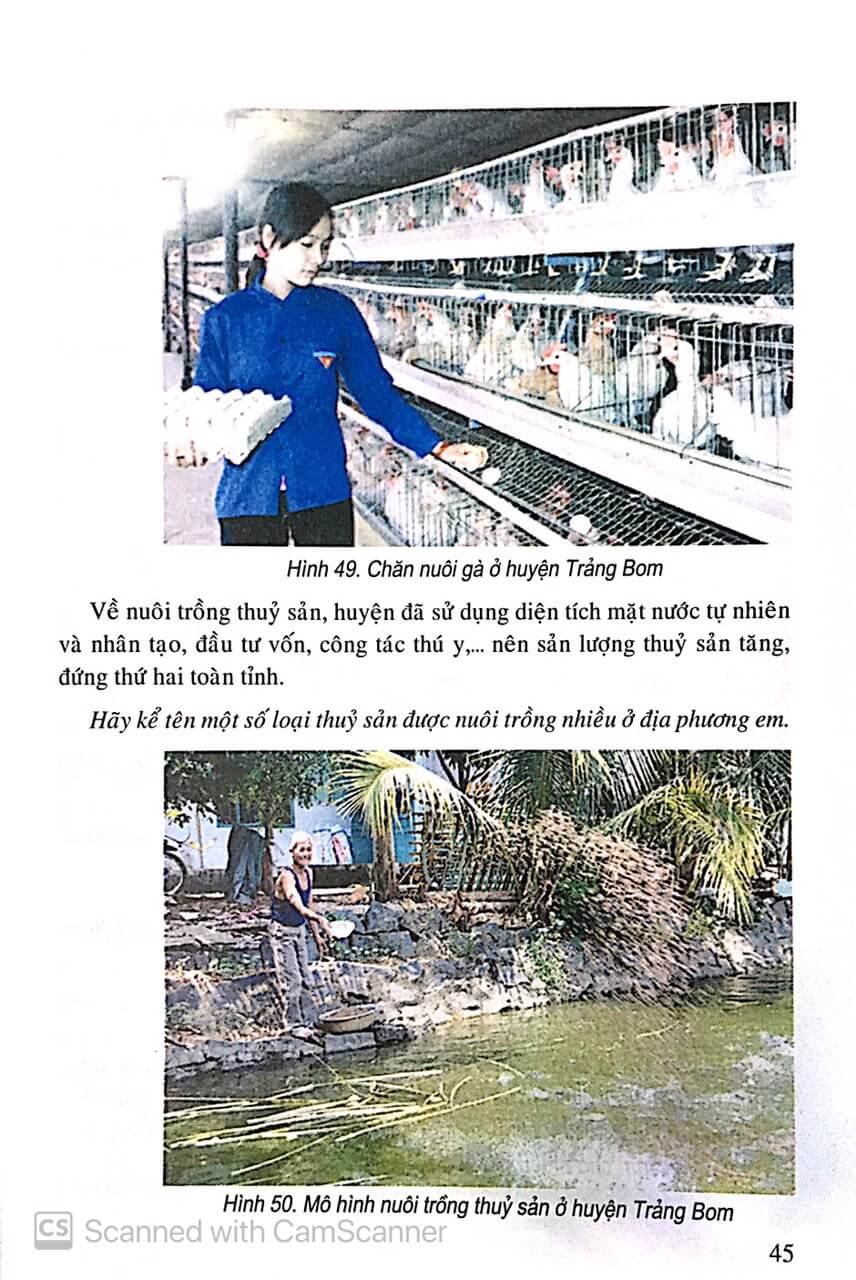 Hình 49. Chăn nuôi gà ở huyện Trảng Bom
Về nuôi trồng thuỷ sản, huyện đã sử dụng diện tích mặt nước tự nhiên
và nhân tạo, đầu tư vốn, công tác thú y,... nên sản lượng thuỷ sản tăng,
đứng thứ hai toàn tỉnh.
Hãy kể tên một số loại thuỷ sản được nuôi trồng nhiều ở địa phương em.
Hình 50. Mô hình nuôi trồng thuỷ sản ở huyện Trảng Bom
CS Scanned with CamScanner
45